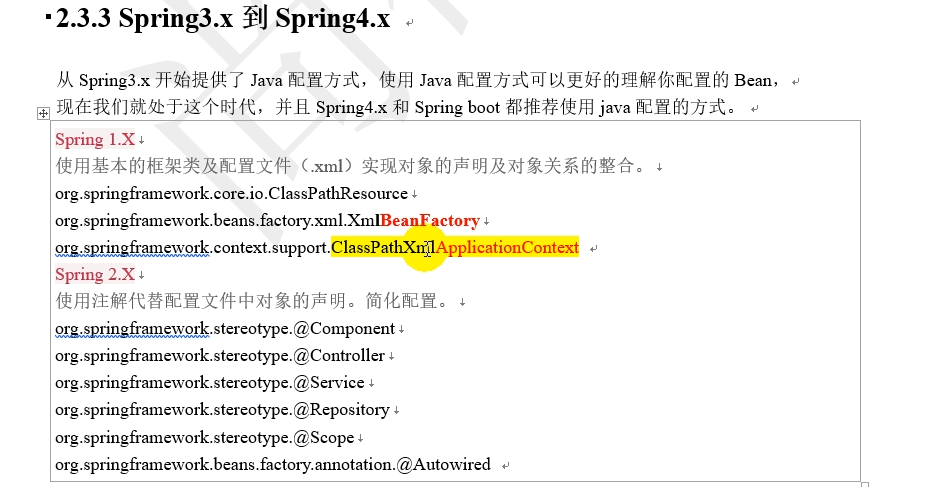 2.3.3 Spring3.x 到 Spring4.x
从 Spring3.x 开始提供了 Java 配置方式，使用 Java 配置方式可以更好的理解你配置的 Bean，
现在我们就处于这个时代，并且 Spring4.x 和 Spring boot 都推荐使用 java 配置的方式。
Spring 1.X
使用基本的框架类及配置文件（.xml）实现对象的声明及对象关系的整合。
org.springframework.core.io.ClassPathResource
org.springframework.beans.factory.xml.XmlBeanFactory
org.springframework.context.support.ClassPathXmlApplicationContext
Spring 2.X
使用注解代替配置文件中对象的声明。简化配置。
org.springframework.stereotype.@Component
org.springframework.stereotype.@Controller
org.springframework.stereotype.@Service
org.springframework.stereotype.@Repository
org.springframework.stereotype.@Scope
org.springframework.beans.factory.annotation.@Autowired